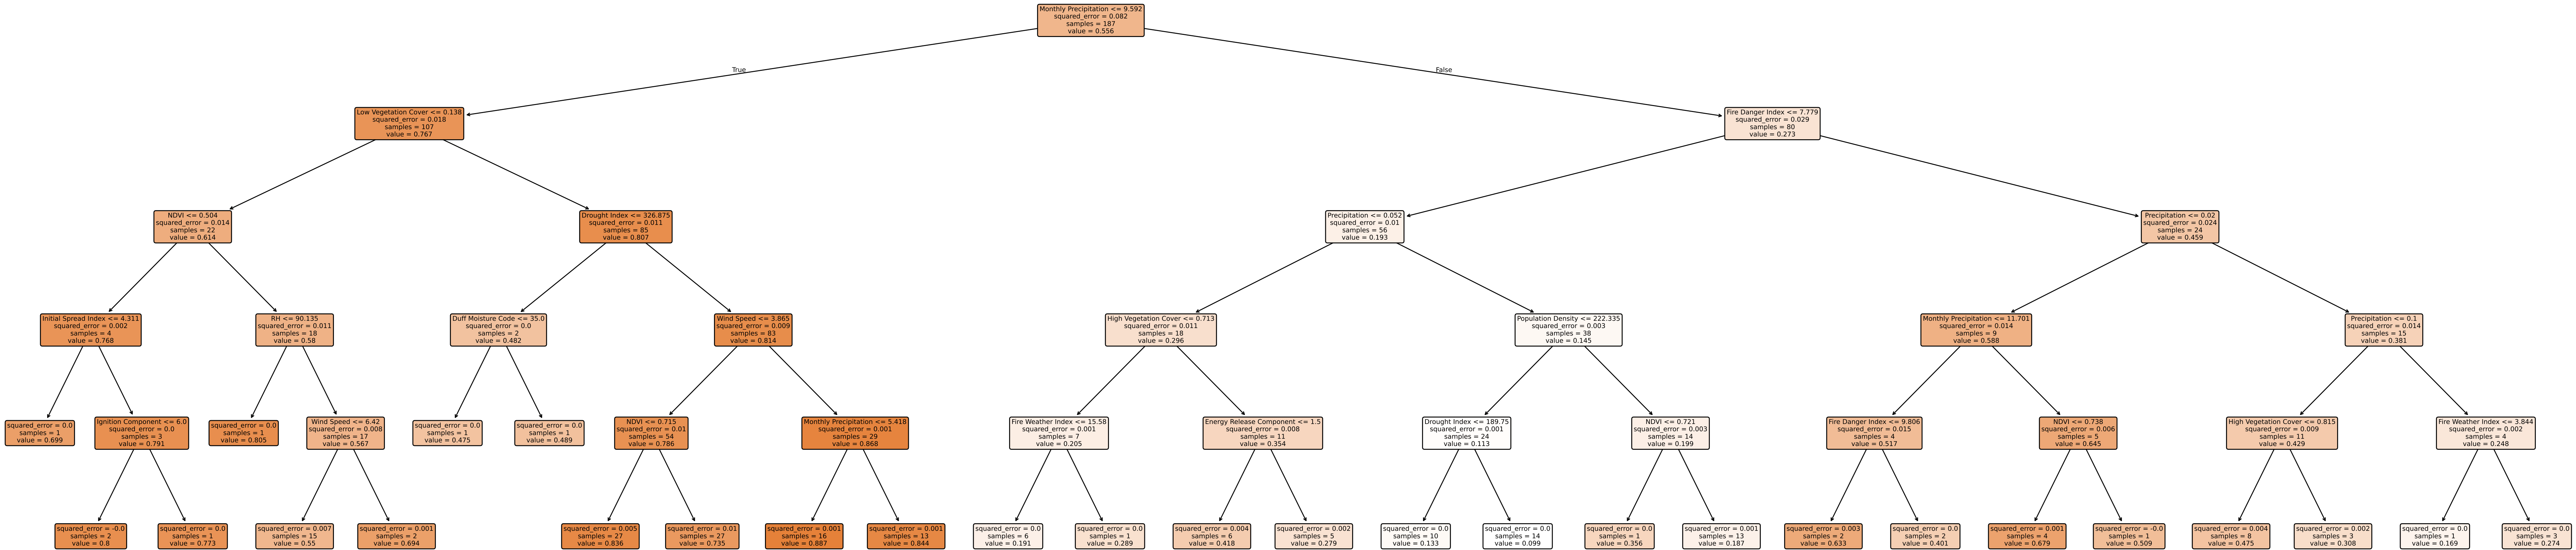 Monthly Precipitation <= 9.592
squared_error = 0.082
samples = 187
value = 0.556
True
False
Low Vegetation Cover <= 0.138
squared_error = 0.018
samples = 107
value = 0.767
Fire Danger Index <= 7.779
squared_error = 0.029
samples = 80
value = 0.273
NDVI <= 0.504
squared_error = 0.014
samples = 22
value = 0.614
Drought Index <= 326.875
squared_error = 0.011
samples = 85
value = 0.807
Precipitation <= 0.052
squared_error = 0.01
samples = 56
value = 0.193
Precipitation <= 0.02
squared_error = 0.024
samples = 24
value = 0.459
Initial Spread Index <= 4.311
squared_error = 0.002
samples = 4
value = 0.768
RH <= 90.135
squared_error = 0.011
samples = 18
value = 0.58
Duff Moisture Code <= 35.0
squared_error = 0.0
samples = 2
value = 0.482
Wind Speed <= 3.865
squared_error = 0.009
samples = 83
value = 0.814
High Vegetation Cover <= 0.713
squared_error = 0.011
samples = 18
value = 0.296
Population Density <= 222.335
squared_error = 0.003
samples = 38
value = 0.145
Monthly Precipitation <= 11.701
squared_error = 0.014
samples = 9
value = 0.588
Precipitation <= 0.1
squared_error = 0.014
samples = 15
value = 0.381
squared_error = 0.0
samples = 1
value = 0.699
Ignition Component <= 6.0
squared_error = 0.0
samples = 3
value = 0.791
squared_error = 0.0
samples = 1
value = 0.805
Wind Speed <= 6.42
squared_error = 0.008
samples = 17
value = 0.567
squared_error = 0.0
samples = 1
value = 0.475
squared_error = 0.0
samples = 1
value = 0.489
NDVI <= 0.715
squared_error = 0.01
samples = 54
value = 0.786
Monthly Precipitation <= 5.418
squared_error = 0.001
samples = 29
value = 0.868
Fire Weather Index <= 15.58
squared_error = 0.001
samples = 7
value = 0.205
Energy Release Component <= 1.5
squared_error = 0.008
samples = 11
value = 0.354
Drought Index <= 189.75
squared_error = 0.001
samples = 24
value = 0.113
NDVI <= 0.721
squared_error = 0.003
samples = 14
value = 0.199
Fire Danger Index <= 9.806
squared_error = 0.015
samples = 4
value = 0.517
NDVI <= 0.738
squared_error = 0.006
samples = 5
value = 0.645
High Vegetation Cover <= 0.815
squared_error = 0.009
samples = 11
value = 0.429
Fire Weather Index <= 3.844
squared_error = 0.002
samples = 4
value = 0.248
squared_error = -0.0
samples = 2
value = 0.8
squared_error = 0.0
samples = 1
value = 0.773
squared_error = 0.007
samples = 15
value = 0.55
squared_error = 0.001
samples = 2
value = 0.694
squared_error = 0.005
samples = 27
value = 0.836
squared_error = 0.01
samples = 27
value = 0.735
squared_error = 0.001
samples = 16
value = 0.887
squared_error = 0.001
samples = 13
value = 0.844
squared_error = 0.0
samples = 6
value = 0.191
squared_error = 0.0
samples = 1
value = 0.289
squared_error = 0.004
samples = 6
value = 0.418
squared_error = 0.002
samples = 5
value = 0.279
squared_error = 0.0
samples = 10
value = 0.133
squared_error = 0.0
samples = 14
value = 0.099
squared_error = 0.0
samples = 1
value = 0.356
squared_error = 0.001
samples = 13
value = 0.187
squared_error = 0.003
samples = 2
value = 0.633
squared_error = 0.0
samples = 2
value = 0.401
squared_error = 0.001
samples = 4
value = 0.679
squared_error = -0.0
samples = 1
value = 0.509
squared_error = 0.004
samples = 8
value = 0.475
squared_error = 0.002
samples = 3
value = 0.308
squared_error = 0.0
samples = 1
value = 0.169
squared_error = 0.0
samples = 3
value = 0.274